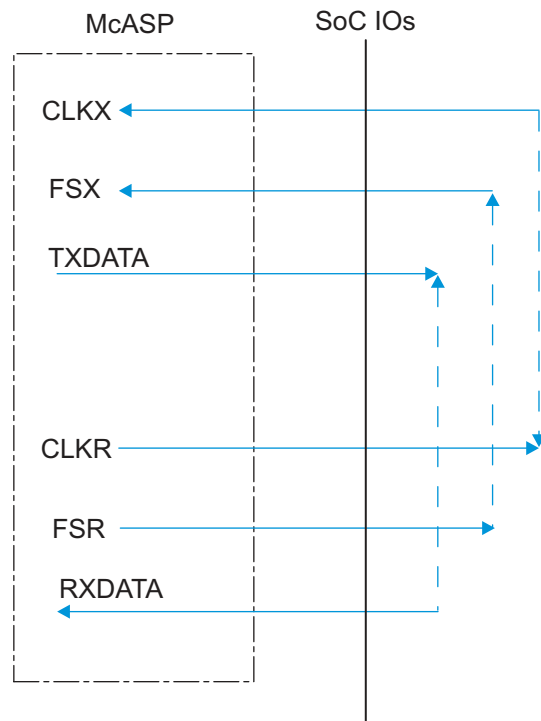 McASP
SoC IOs
CLKX
FSX
TXDATA
CLKR
FSR
RXDATA